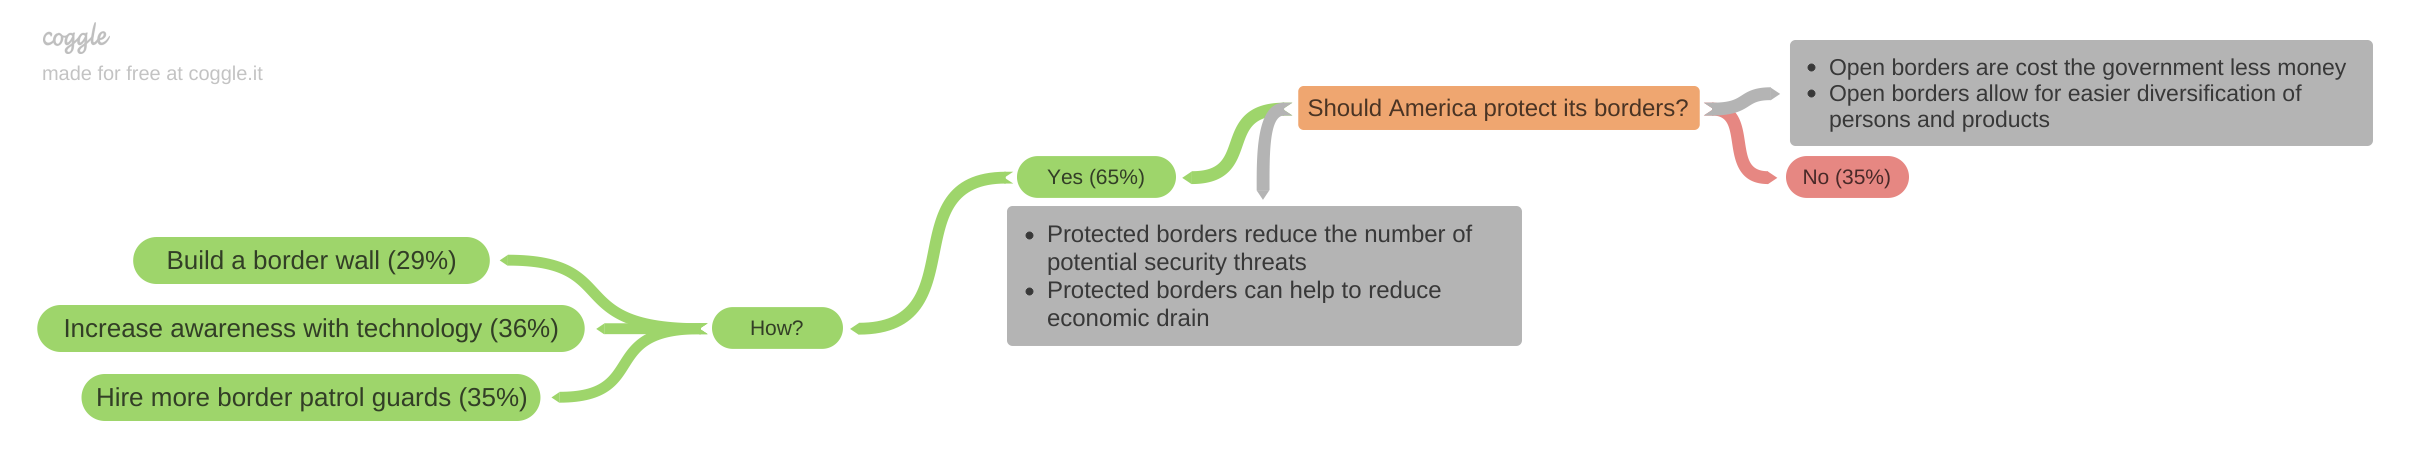 coggle
made for free at coggle.it
Should America protect its borders?
• Open borders are cost the government less money
• Open borders allow for easier diversification of
persons and products
No (35%)
Yes (65%)
• Protected borders reduce the number of
potential security threats
• Protected borders can help to reduce
economic drain
How?
Build a border wall (29%)
Increase awareness with technology (36%)
Hire more border patrol guards (35%)